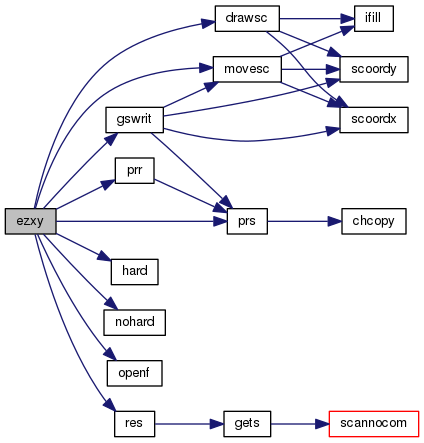 drawsc
ifill
movesc
scoordy
gswrit
scoordx
prr
ezxy
prs
chcopy
hard
nohard
openf
res
gets
scannocom